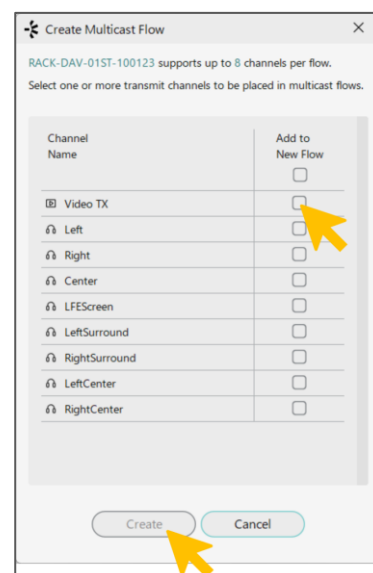 Create Multicast Flow
RACK-DAV-01ST-100123 supports up to 8 channels per flow.
Select one or more transmit channels to be placed in multicast flows.
Channel Name
Add to New Flow
Video TX
Left
Right
Center
LFEScreen
LeftSurround
RightSurround
LeftCenter
RightCenter
Create
Cancel